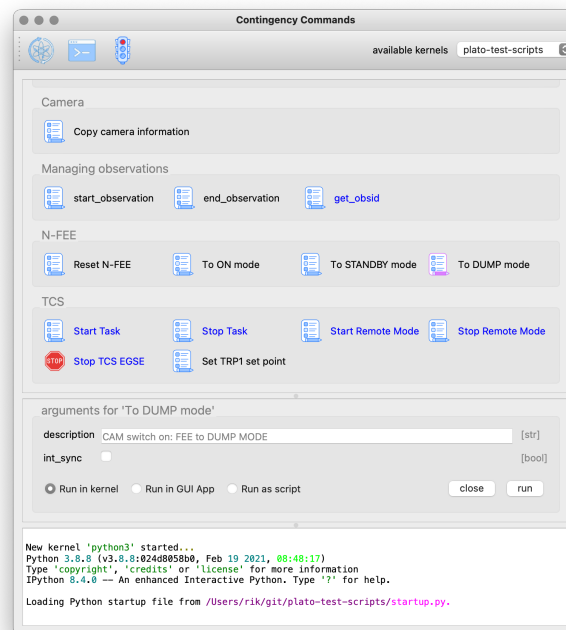 Contingency Commands
available kernels plato-test-scripts
Camera
Copy camera information
Managing observations
start_observation end_observation get_obsid
N-FEE
Reset N-FEE To ON mode To STANDBY mode To DUMP mode
TCS
Start Task Stop Task Start Remote Mode Stop Remote Mode
STOP Stop TCS EGSE Set TRP1 set point
arguments for 'To DUMP mode'
description CAM switch on: FEE to DUMP MODE [str]
int_sync [bool]
Run in kernel Run in GUI App Run as script close run
New kernel 'python3' started...
Python 3.8.8 (v3.8.8:024d8058b0, Feb 19 2021, 08:48:17)
Type 'copyright', 'credits' or 'license' for more information
IPython 8.4.0 -- An enhanced Interactive Python. Type '?' for help.
Loading Python startup file from /Users/rik/git/plato-test-scripts/startup.py.